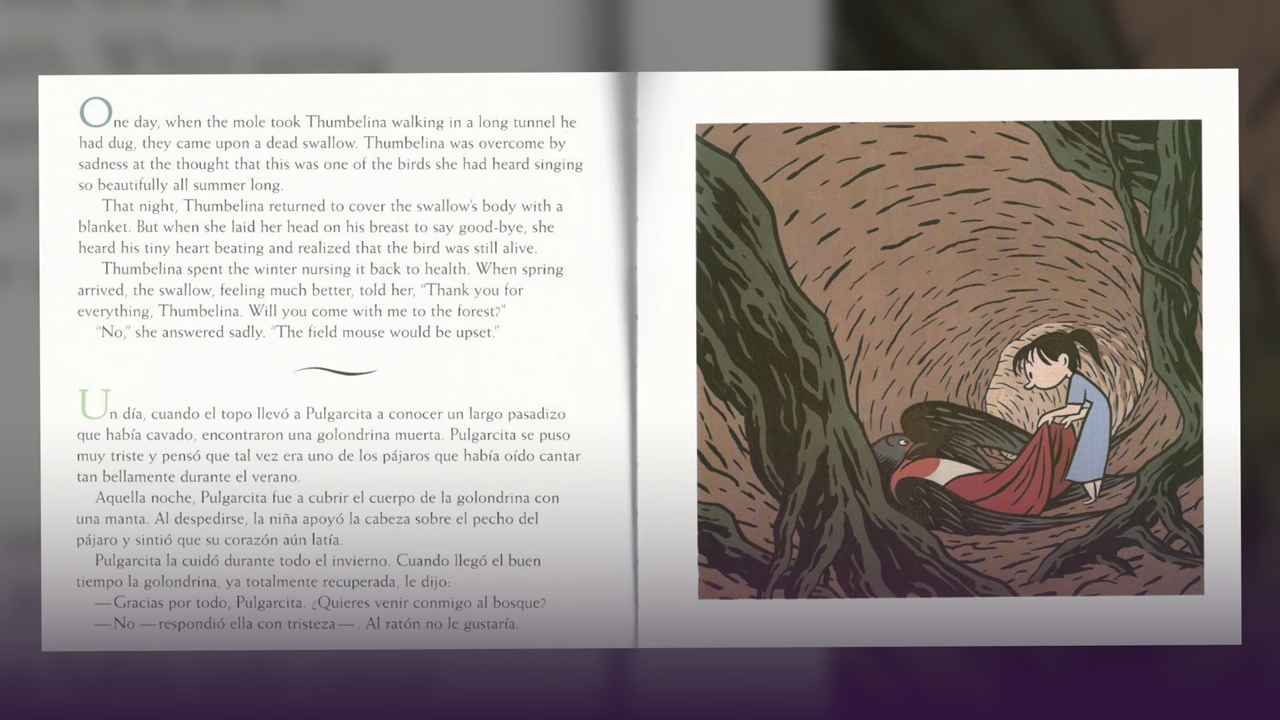 One day, when the mole took Thumbelina walking in a long tunnel he
had dug, they came upon a dead swallow. Thumbelina was overcome by
sadness at the thought that this was one of the birds she had heard singing
so beautifully all summer long.
That night, Thumbelina returned to cover the swallow's body with a
blanket. But when she laid her head on his breast to say good-bye, she
heard his tiny heart beating and realized that the bird was still alive.
Thumbelina spent the winter nursing it back to health. When spring
arrived, the swallow, feeling much better, told her, “Thank you for
everything, Thumbelina. Will you come with me to the forest?”
“No,” she answered sadly. “The field mouse would be upset.”
Un día, cuando el topo llevó a Pulgarcita a conocer un largo pasadizo
que había cavado, encontraron una golondrina muerta. Pulgarcita se puso
muy triste y pensó que tal vez era uno de los pájaros que había oído cantar
tan bellamente durante el verano.
Aquella noche, Pulgarcita fue a cubrir el cuerpo de la golondrina con
una manta. Al despedirse, la niña apoyó la cabeza sobre el pecho del
pájaro y sintió que su corazón aún latía.
Pulgarcita la cuidó durante todo el invierno. Cuando llegó el buen
tiempo la golondrina, ya totalmente recuperada, le dijo:
—Gracias por todo, Pulgarcita. ¿Quieres venir conmigo al bosque?
—No —respondió ella con tristeza—. Al ratón no le gustaría.